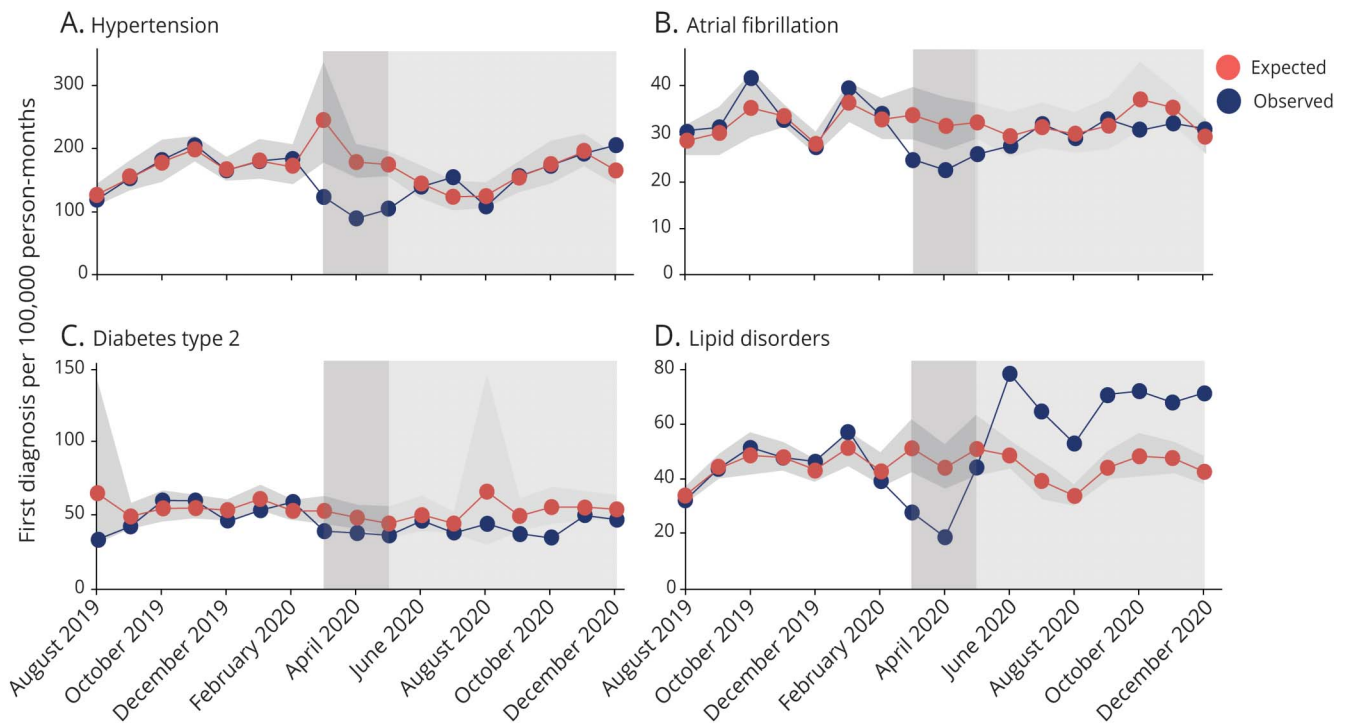 A. Hypertension
B. Atrial fibrillation
Expected
Observed
First diagnosis per 100,000 person-months
300
200
100
0
40
30
20
10
0
C. Diabetes type 2
D. Lipid disorders
150
100
50
0
80
60
40
20
0
August 2019
October 2019
December 2019
February 2020
April 2020
June 2020
August 2020
October 2020
December 2020
August 2019
October 2019
December 2019
February 2020
April 2020
June 2020
August 2020
October 2020
December 2020